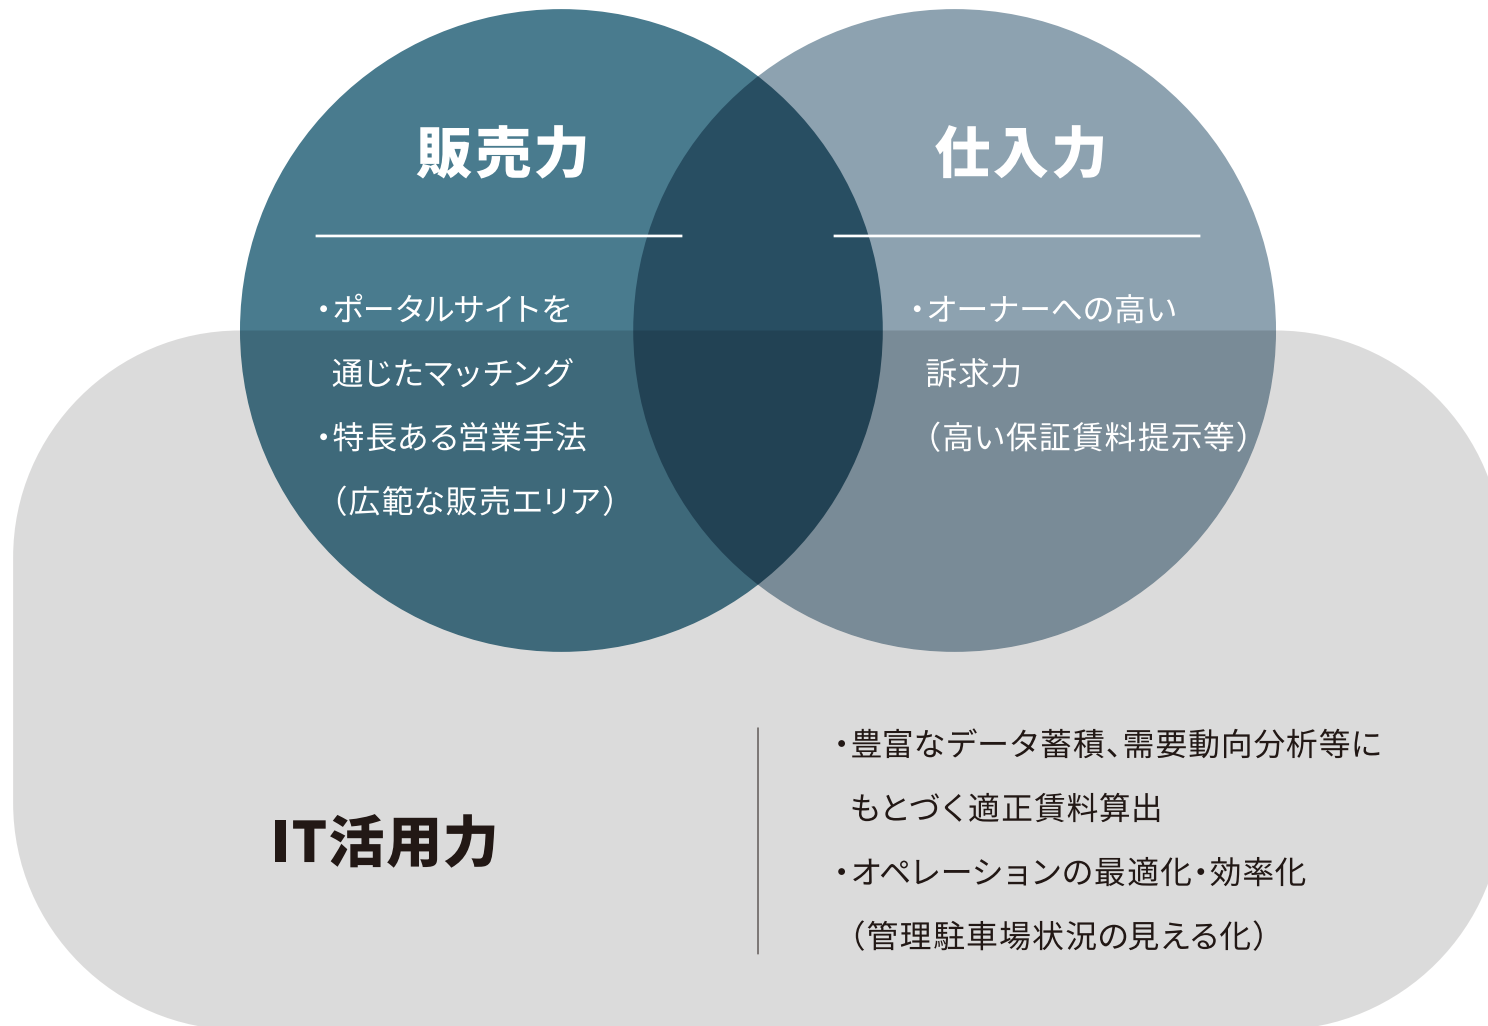 販売力
・ポータルサイトを
通じたマッチング
・特長ある営業手法
（広範な販売エリア）
仕入力
・オーナーへの高い
訴求力
（高い保証賃料提示等）
IT活用力
・豊富なデータ蓄積、需要動向分析等に
もとづく適正賃料算出
・オペレーションの最適化・効率化
（管理駐車場状況の見える化）